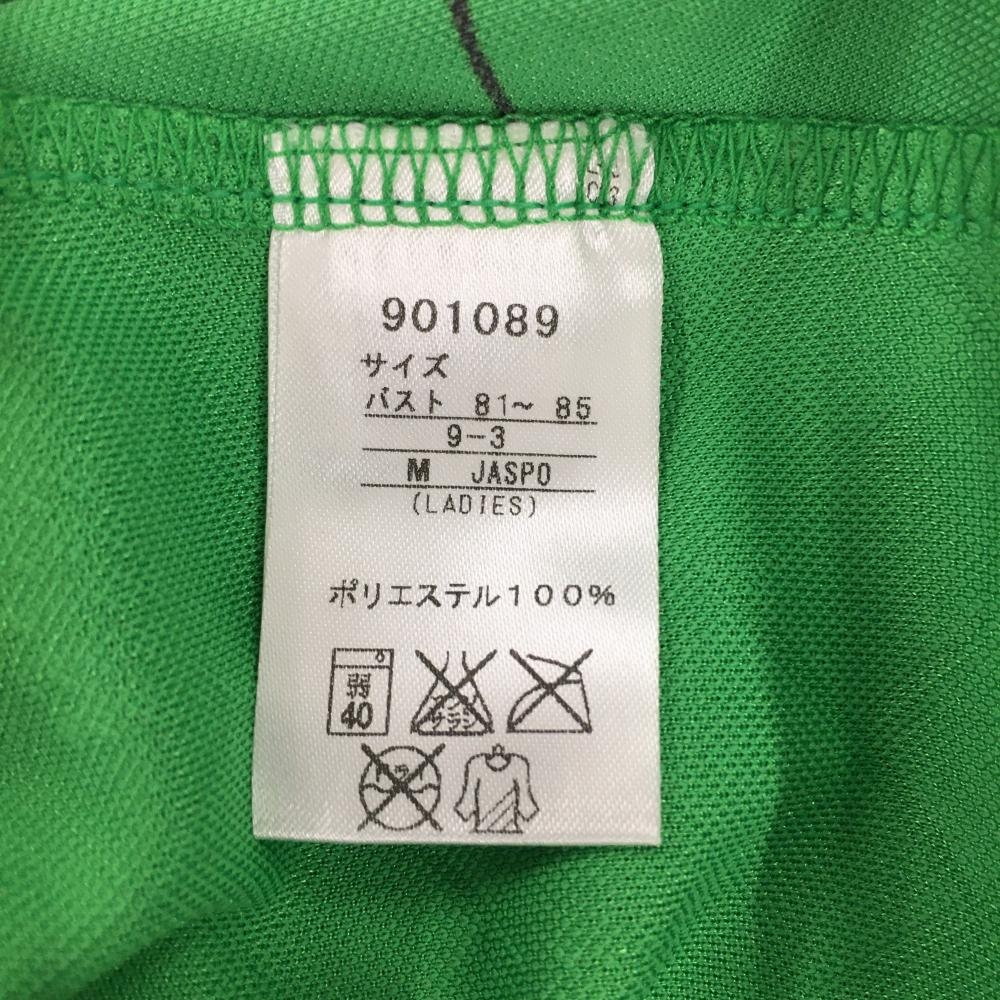 901089
サイズ
バスト 81～ 85
9-3
M JASPO
(LADIES)
ポリエステル100%
弱
40